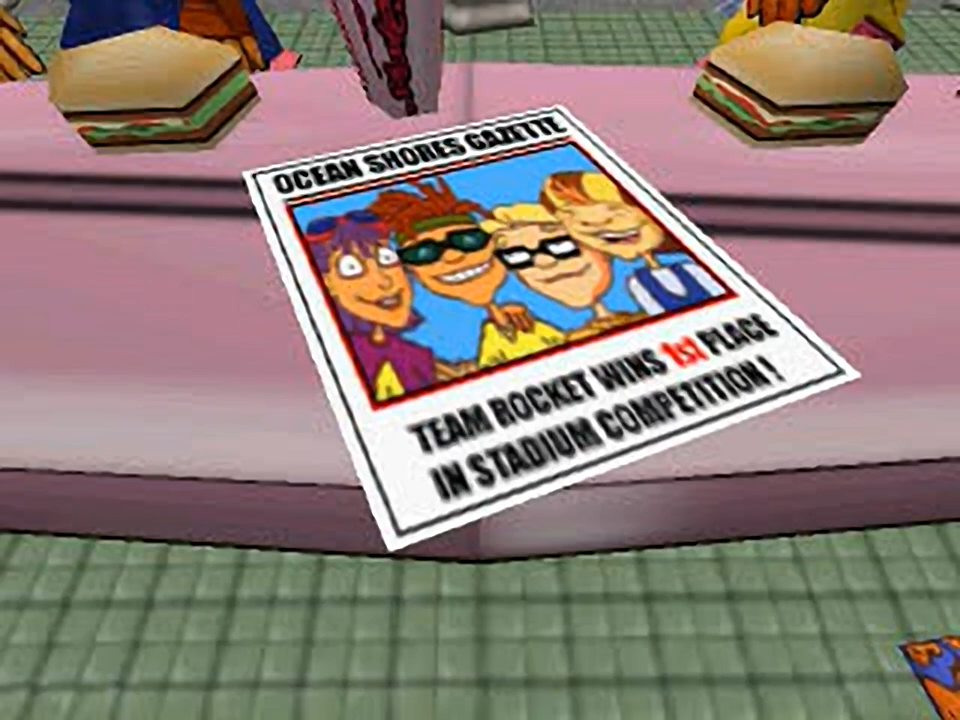 OCEAN SHORES GAZETTE
TEAM ROCKET WINS 1st PLACE
IN STADIUM COMPETITION!